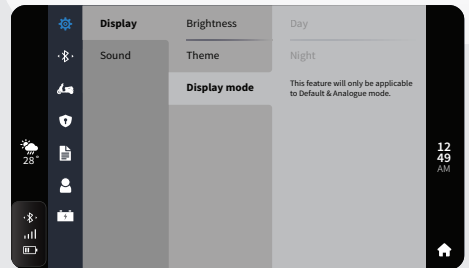 Display
Sound
Brightness
Theme
Display mode
Day
Night
This feature will only be applicable
to Default & Analogue mode.
28°
12
49
AM